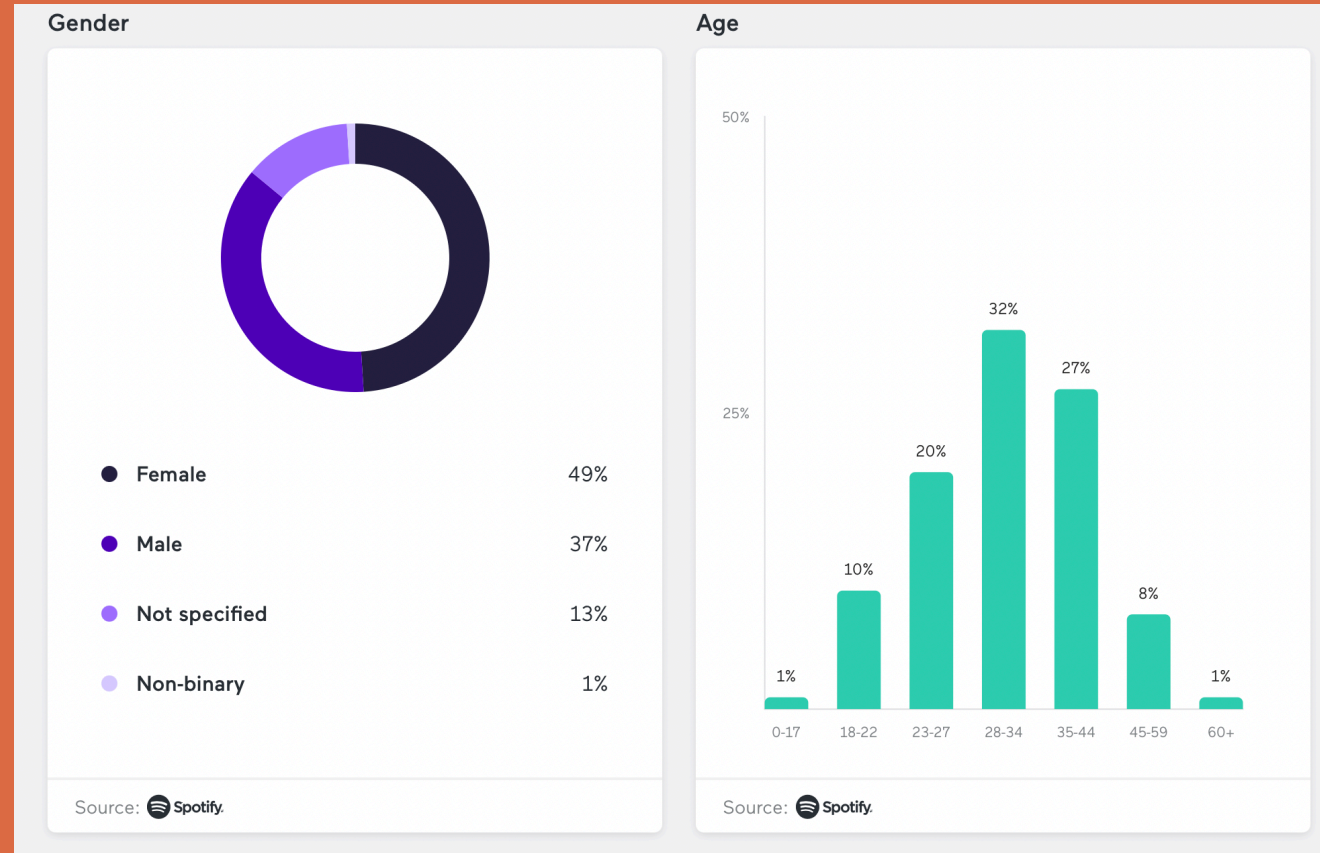 Gender
Female 49%
Male 37%
Not specified 13%
Non-binary 1%
Source: Spotify
Age
50%
25%
1%
10%
20%
32%
27%
8%
1%
0-17 18-22 23-27 28-34 35-44 45-59 60+
Source: Spotify